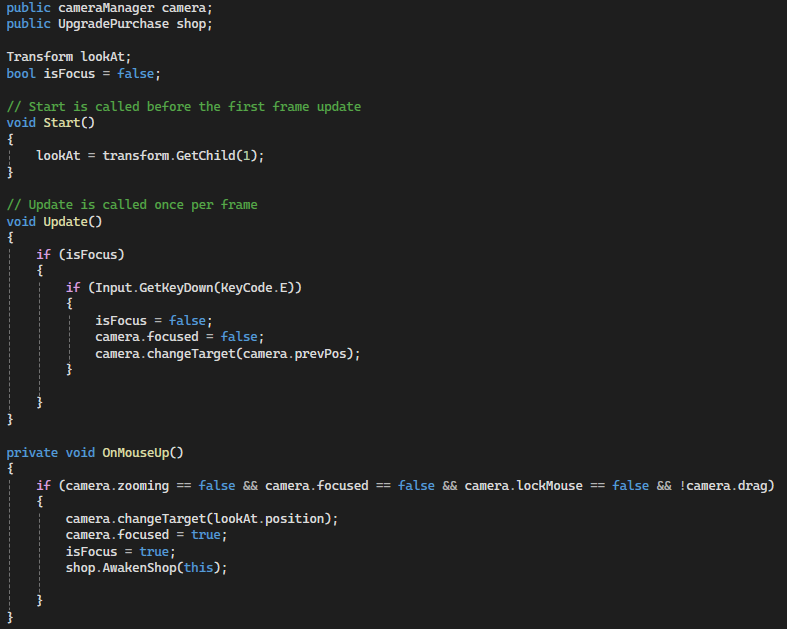 public cameraManager camera;
public UpgradePurchase shop;
Transform lookAt;
bool isFocus = false;
// Start is called before the first frame update
void Start()
{
lookAt = transform.GetChild(1);
}
// Update is called once per frame
void Update()
{
if (isFocus)
{
if (Input.GetKeyDown(KeyCode.E))
{
isFocus = false;
camera.focused = false;
camera.changeTarget(camera.prevPos);
}
}
}
private void OnMouseUp()
{
if (camera.zooming == false && camera.focused == false && camera.lockMouse == false && !camera.drag)
{
camera.changeTarget(lookAt.position);
camera.focused = true;
isFocus = true;
shop.AwakenShop(this);
}
}